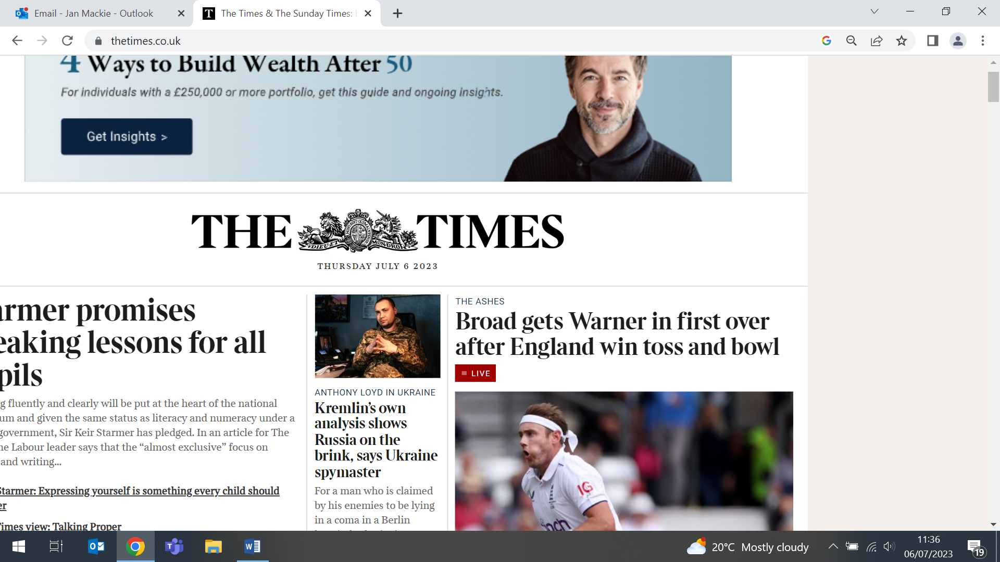 Email - Jan Mackie - Outlook
The Times & The Sunday Times:
thetimes.co.uk
4 Ways to Build Wealth After 50
For individuals with a £250,000 or more portfolio, get this guide and ongoing insights.
Get Insights >
THE TIMES
DIEU ET MON DROIT
THURSDAY JULY 6 2023
armer promises
eaking lessons for all
pils
g fluently and clearly will be put at the heart of the national
um and given the same status as literacy and numeracy under a
government, Sir Keir Starmer has pledged. In an article for The
ne Labour leader says that the “almost exclusive” focus on
and writing...
Starmer: Expressing yourself is something every child should
er
Times view: Talking Proper
ANTHONY LOYD IN UKRAINE
Kremlin’s own
analysis shows
Russia on the
brink, says Ukraine
spymaster
For a man who is claimed
by his enemies to be lying
in a coma in a Berlin
THE ASHES
Broad gets Warner in first over
after England win toss and bowl
LIVE
IG
20°C Mostly cloudy
11:36
06/07/2023
19